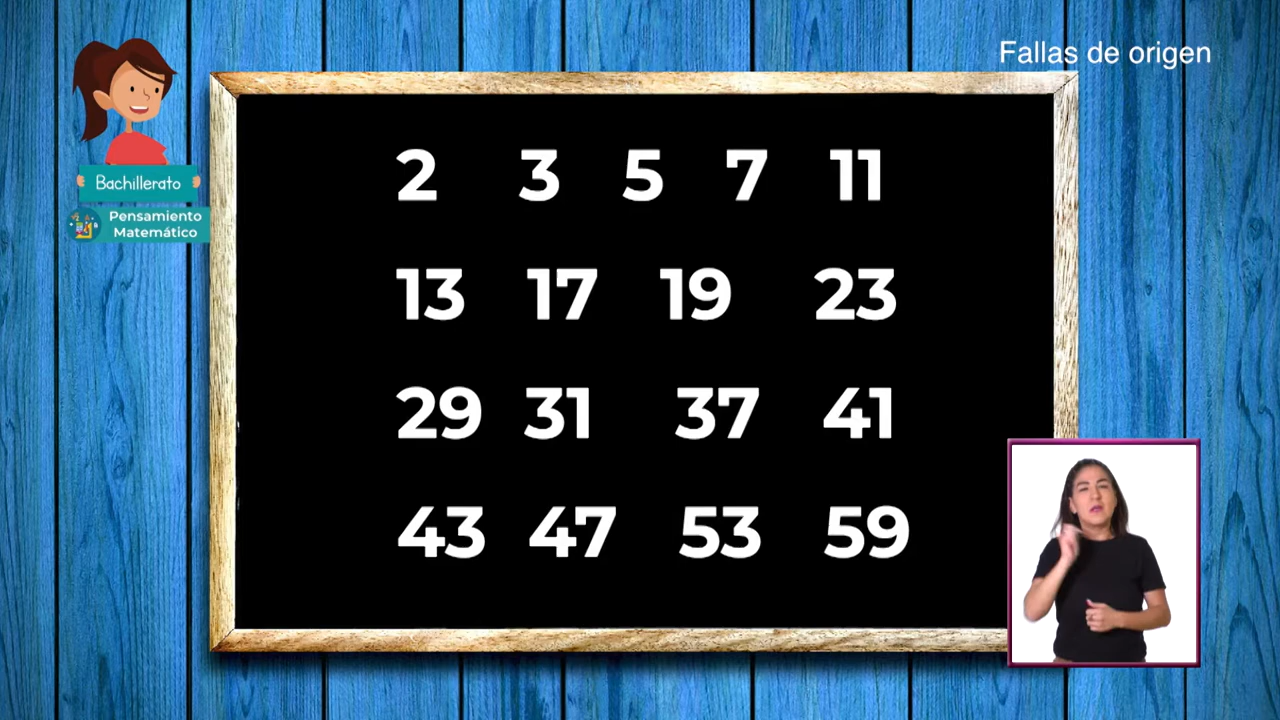 Fallas de origen
Bachillerato
Pensamiento
Matemático
2 3 5 7 11
13 17 19 23
29 31 37 41
43 47 53 59